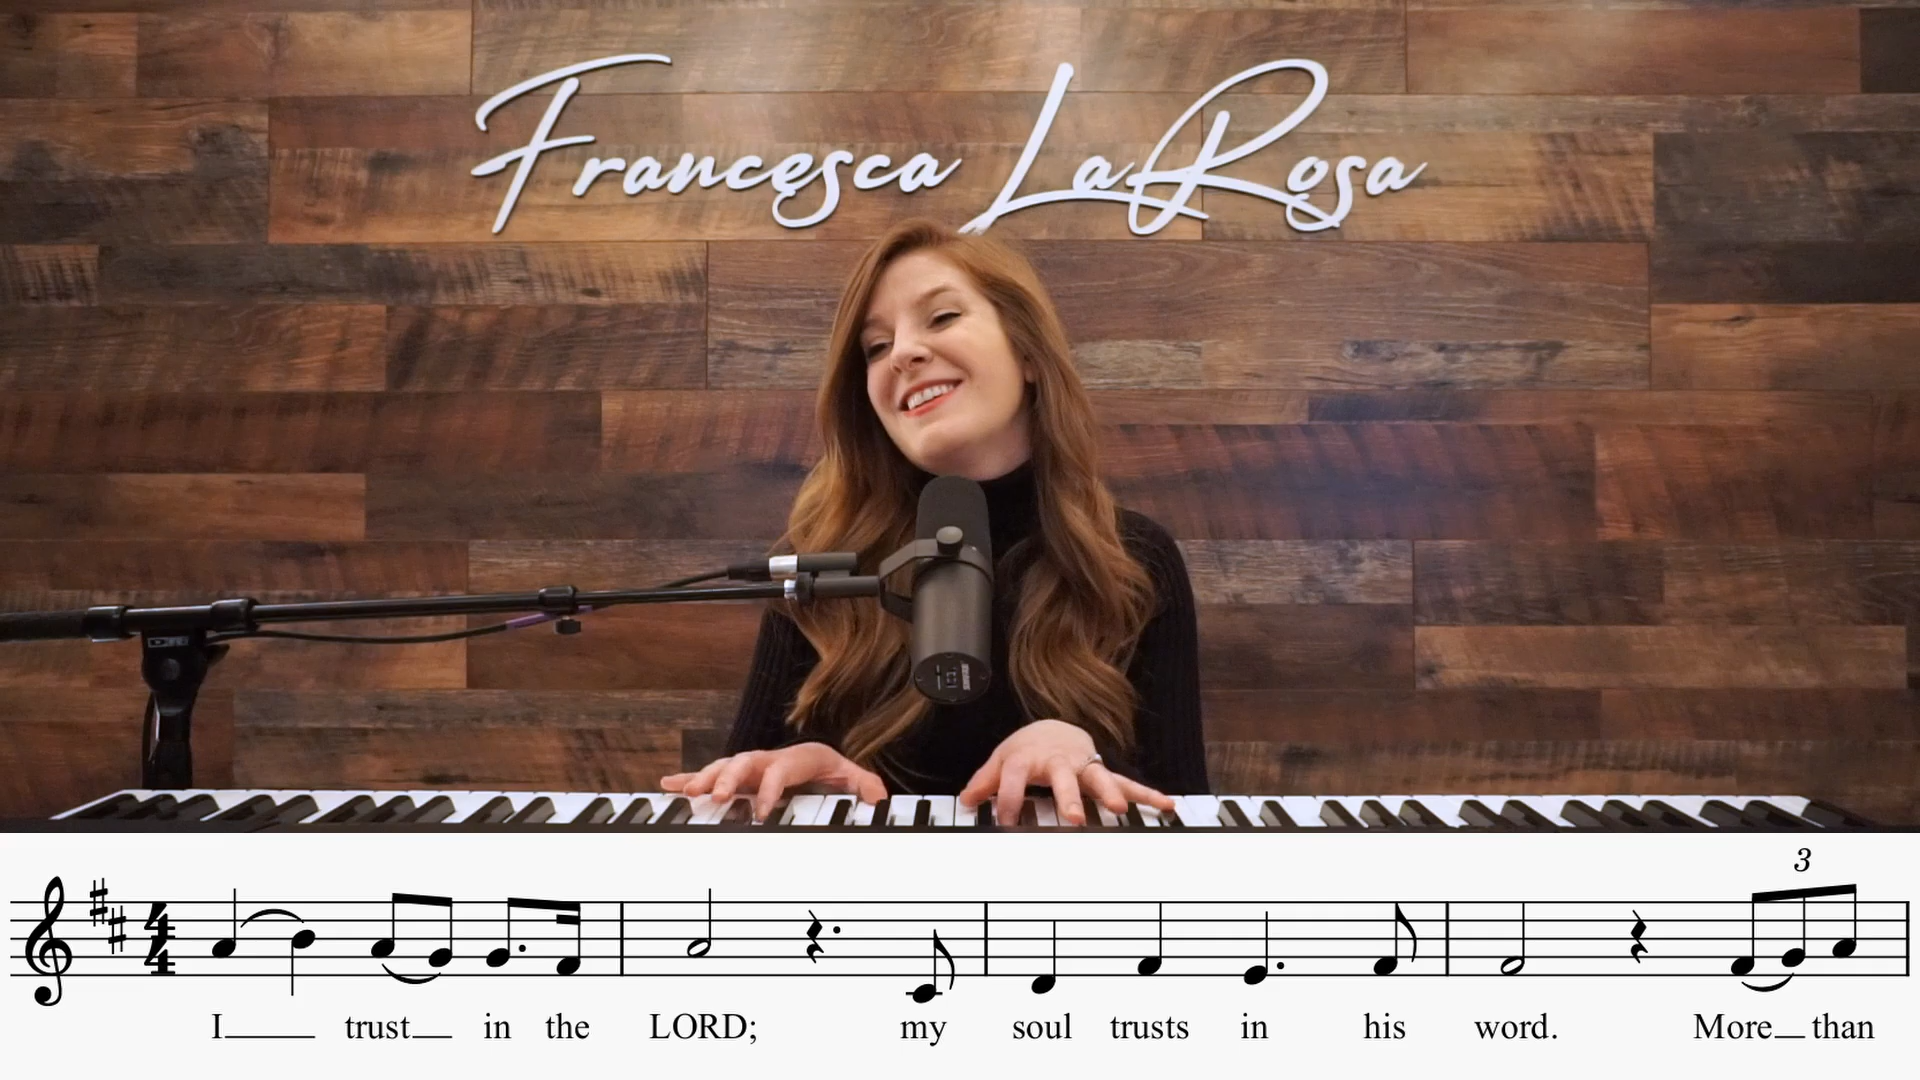 Francesca LaRosa
3
I trust in the LORD; my soul trusts in his word. More than